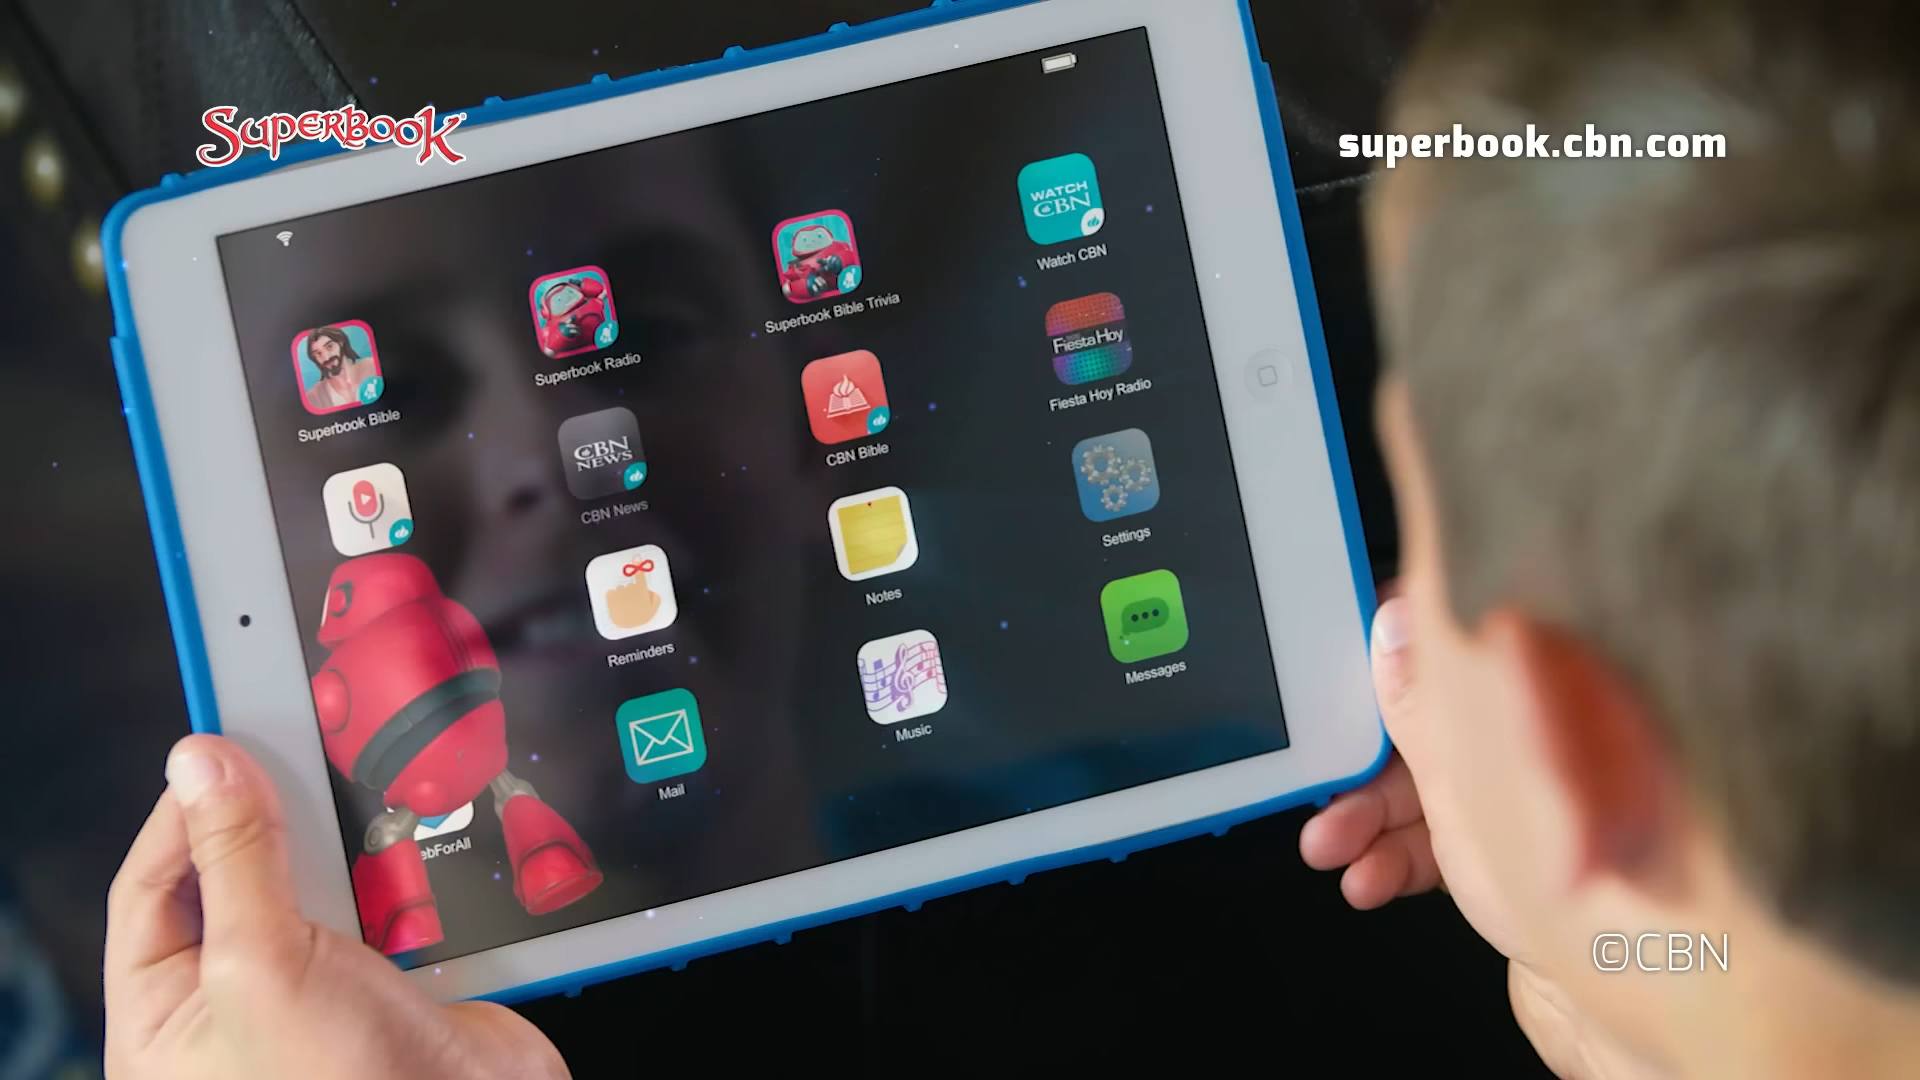 SUPERBOOK
superbook.cbn.com
WATCH
CBN
Watch CBN
Superbook Bible Trivia
Superbook Radio
Superbook Bible
Fiesta Hoy
Fiesta Hoy Radio
CBN
NEWS
CBN News
CBN Bible
Settings
Notes
Reminders
Messages
Music
Mail
ebForAll
©CBN